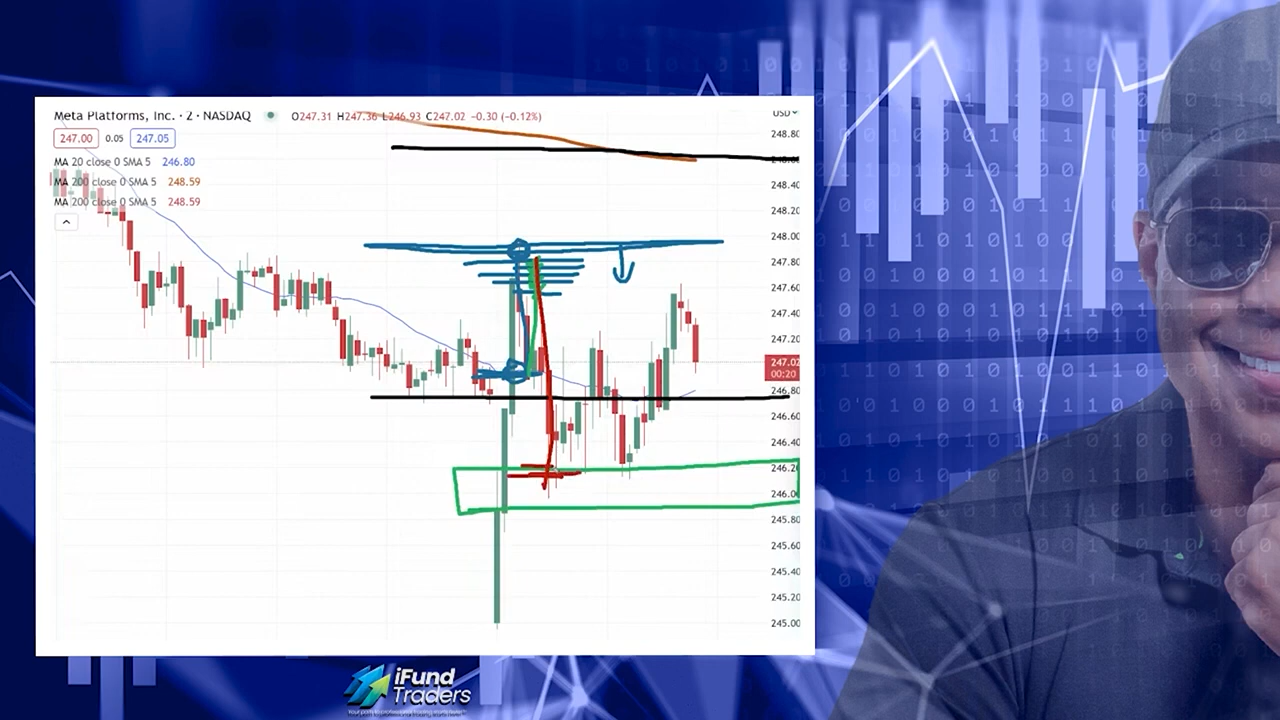 Meta Platforms, Inc. · 2 · NASDAQ O247.31 H247.36 L246.93 C247.02 −0.30 (−0.12%)
USD
247.00 0.05 247.05
MA 20 close 0 SMA 5 246.80
MA 200 close 0 SMA 5 248.59
MA 200 close 0 SMA 5 248.59
248.80
248.40
248.20
248.00
247.80
247.60
247.40
247.20
247.02
00:20
246.80
246.60
246.40
246.20
246.00
245.80
245.60
245.40
245.20
245.00
iFund
Traders